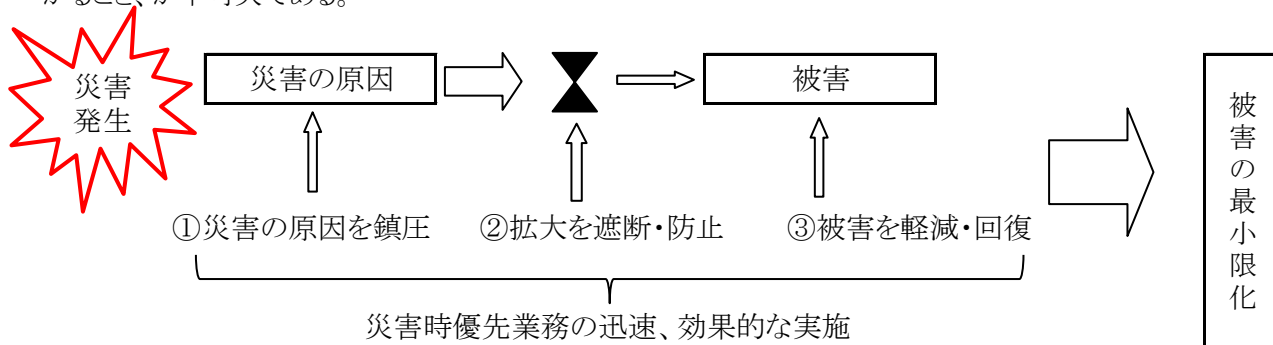 災害
発生
災害の原因
被害
①災害の原因を鎮圧
②拡大を遮断・防止
③被害を軽減・回復
災害時優先業務の迅速、効果的な実施
被害の最小限化